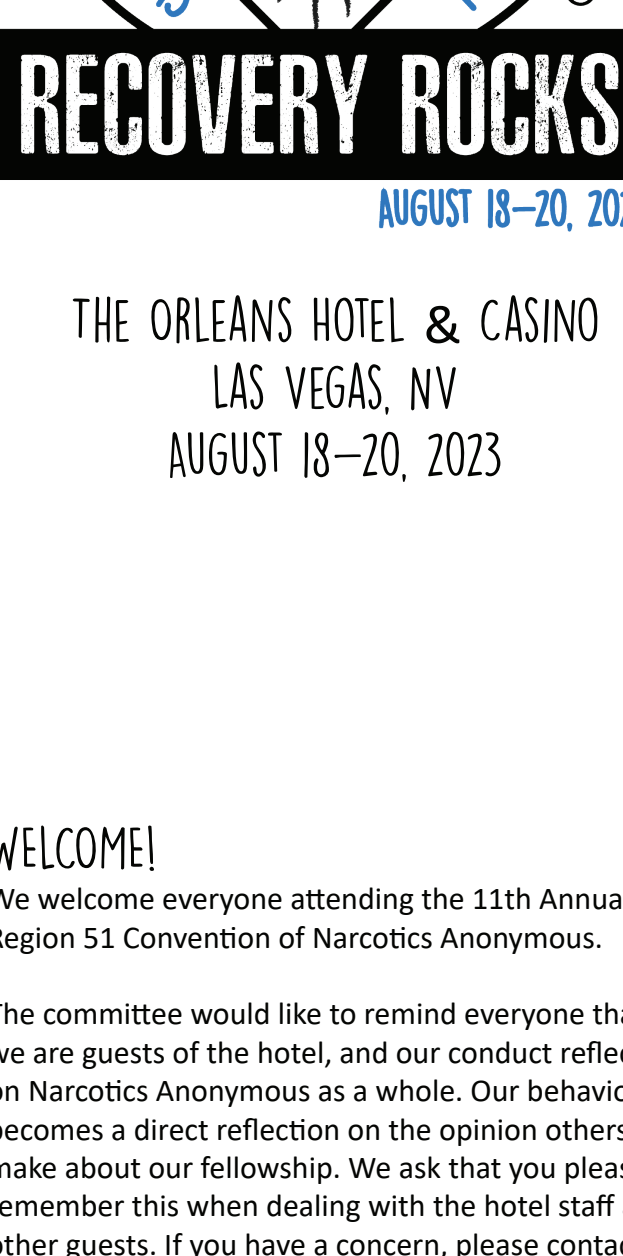 RECOVERY ROCKS
AUGUST 18–20, 202
THE ORLEANS HOTEL & CASINO
LAS VEGAS, NV
AUGUST 18–20, 2023
WELCOME!
We welcome everyone attending the 11th Annua
Region 51 Convention of Narcotics Anonymous.
The committee would like to remind everyone tha
we are guests of the hotel, and our conduct reflec
on Narcotics Anonymous as a whole. Our behavio
becomes a direct reflection on the opinion others
make about our fellowship. We ask that you pleas
remember this when dealing with the hotel staff
other guests. If you have a concern, please contac